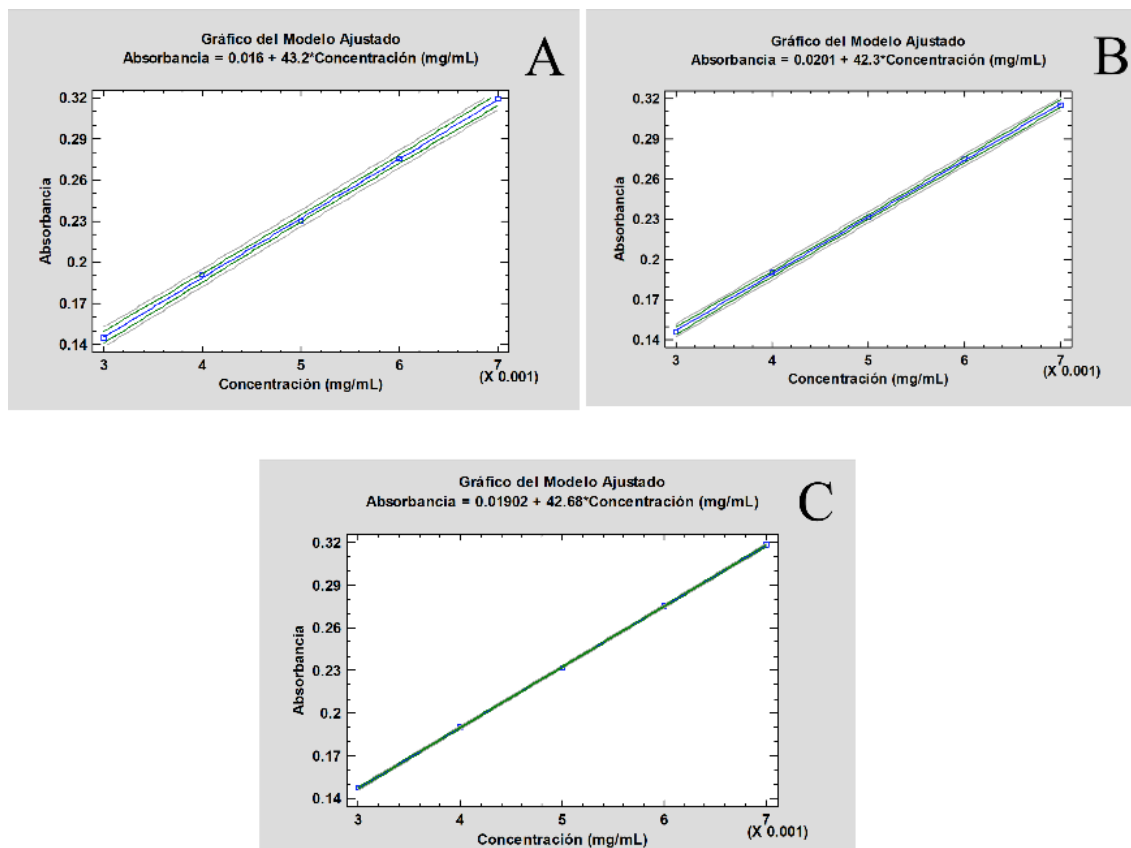 Gráfico del Modelo Ajustado
Absorbancia = 0.016 + 43.2*Concentración (mg/mL)
A
Absorbancia
0.32
0.29
0.26
0.23
0.2
0.17
0.14
3 4 5 6 7
(X 0.001)
Concentración (mg/mL)
Gráfico del Modelo Ajustado
Absorbancia = 0.0201 + 42.3*Concentración (mg/mL)
B
Absorbancia
0.32
0.29
0.26
0.23
0.2
0.17
0.14
3 4 5 6 7
(X 0.001)
Concentración (mg/mL)
Gráfico del Modelo Ajustado
Absorbancia = 0.01902 + 42.68*Concentración (mg/mL)
C
Absorbancia
0.32
0.29
0.26
0.23
0.2
0.17
0.14
3 4 5 6 7
(X 0.001)
Concentración (mg/mL)